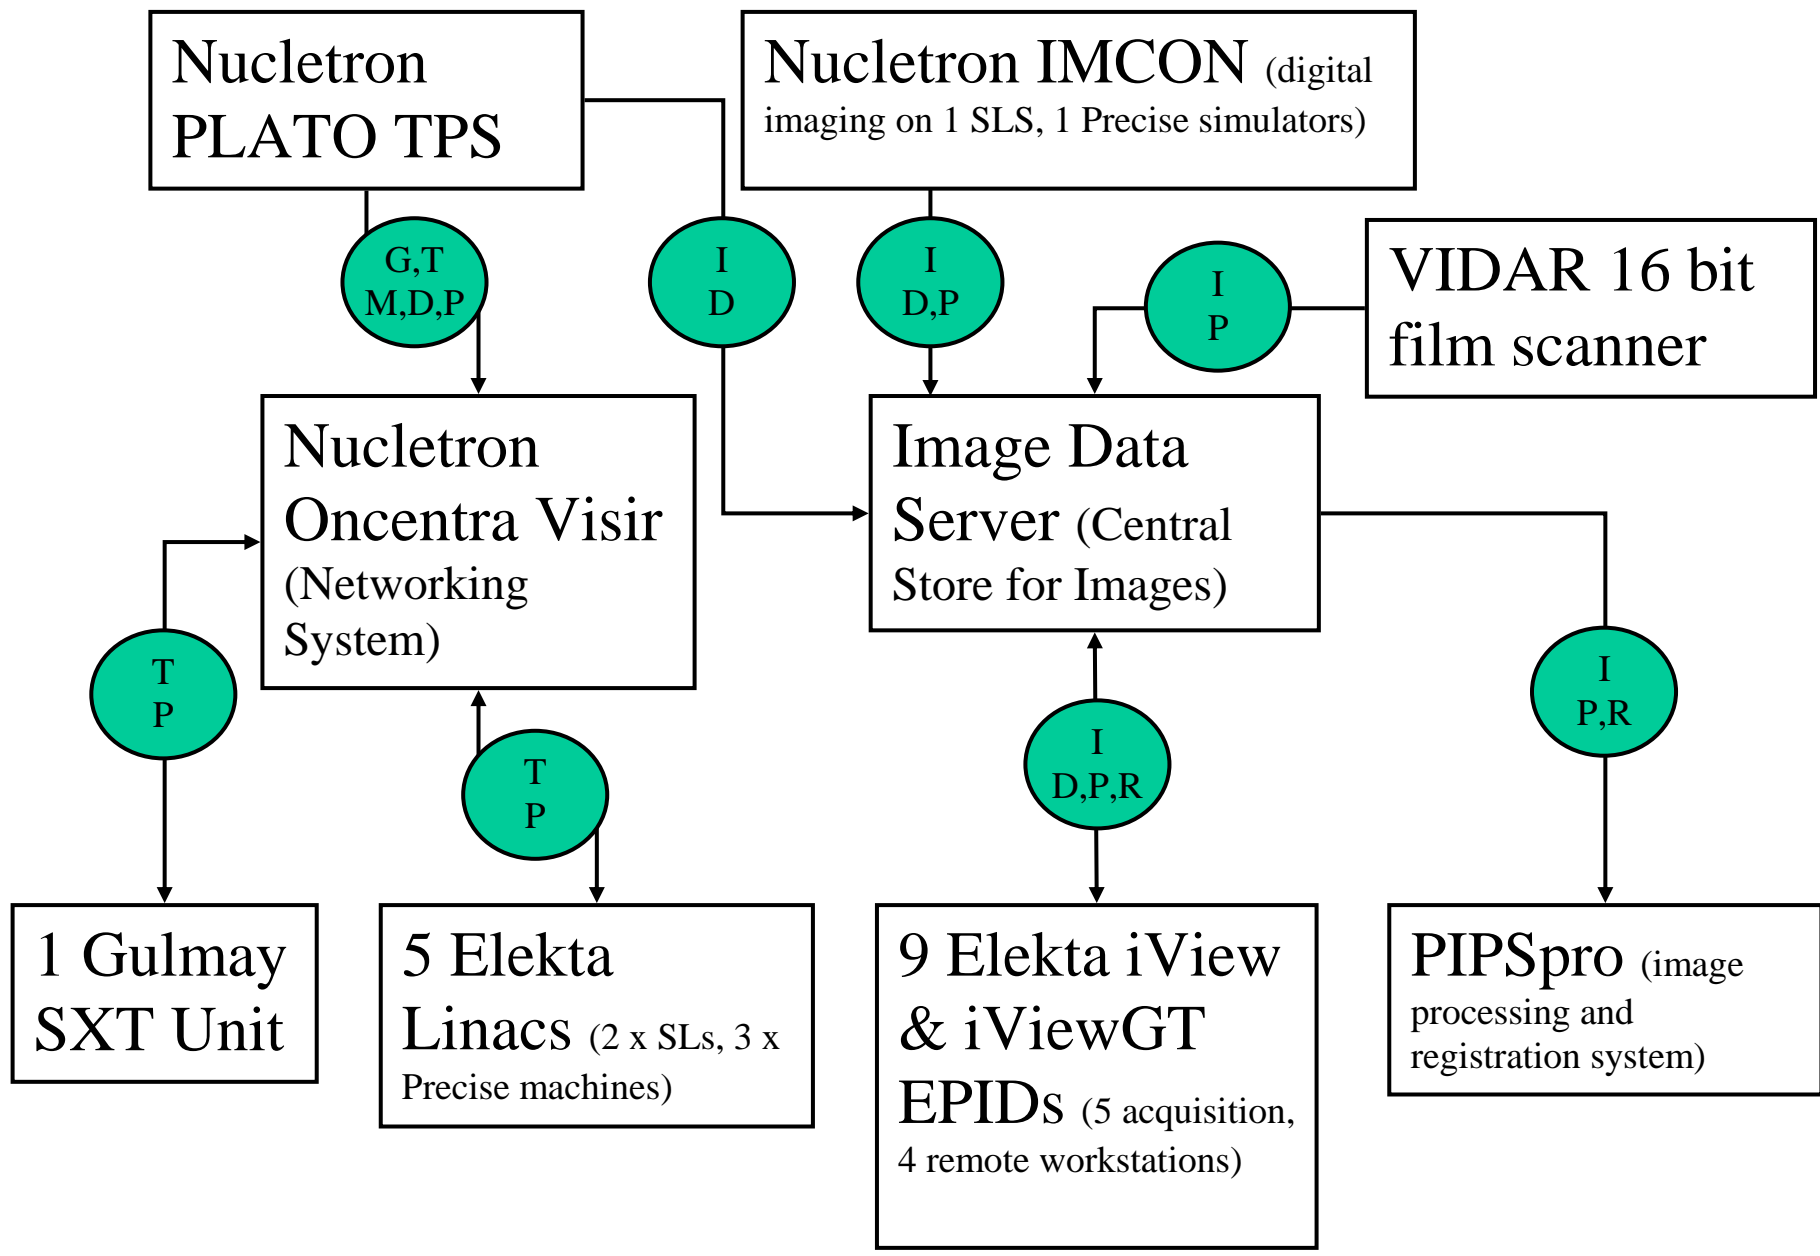 Nucletron
PLATO TPS
Nucletron IMCON (digital
imaging on 1 SLS, 1 Precise simulators)
G,T
M,D,P
I
D
I
D,P
I
P
VIDAR 16 bit
film scanner
Nucletron
Oncentra Visir
(Networking
System)
Image Data
Server (Central
Store for Images)
T
P
T
P
I
D,P,R
I
P,R
1 Gulmay
SXT Unit
5 Elekta
Linacs (2 x SLs, 3 x
Precise machines)
9 Elekta iView
& iViewGT
EPIDs (5 acquisition,
4 remote workstations)
PIPSpro (image
processing and
registration system)